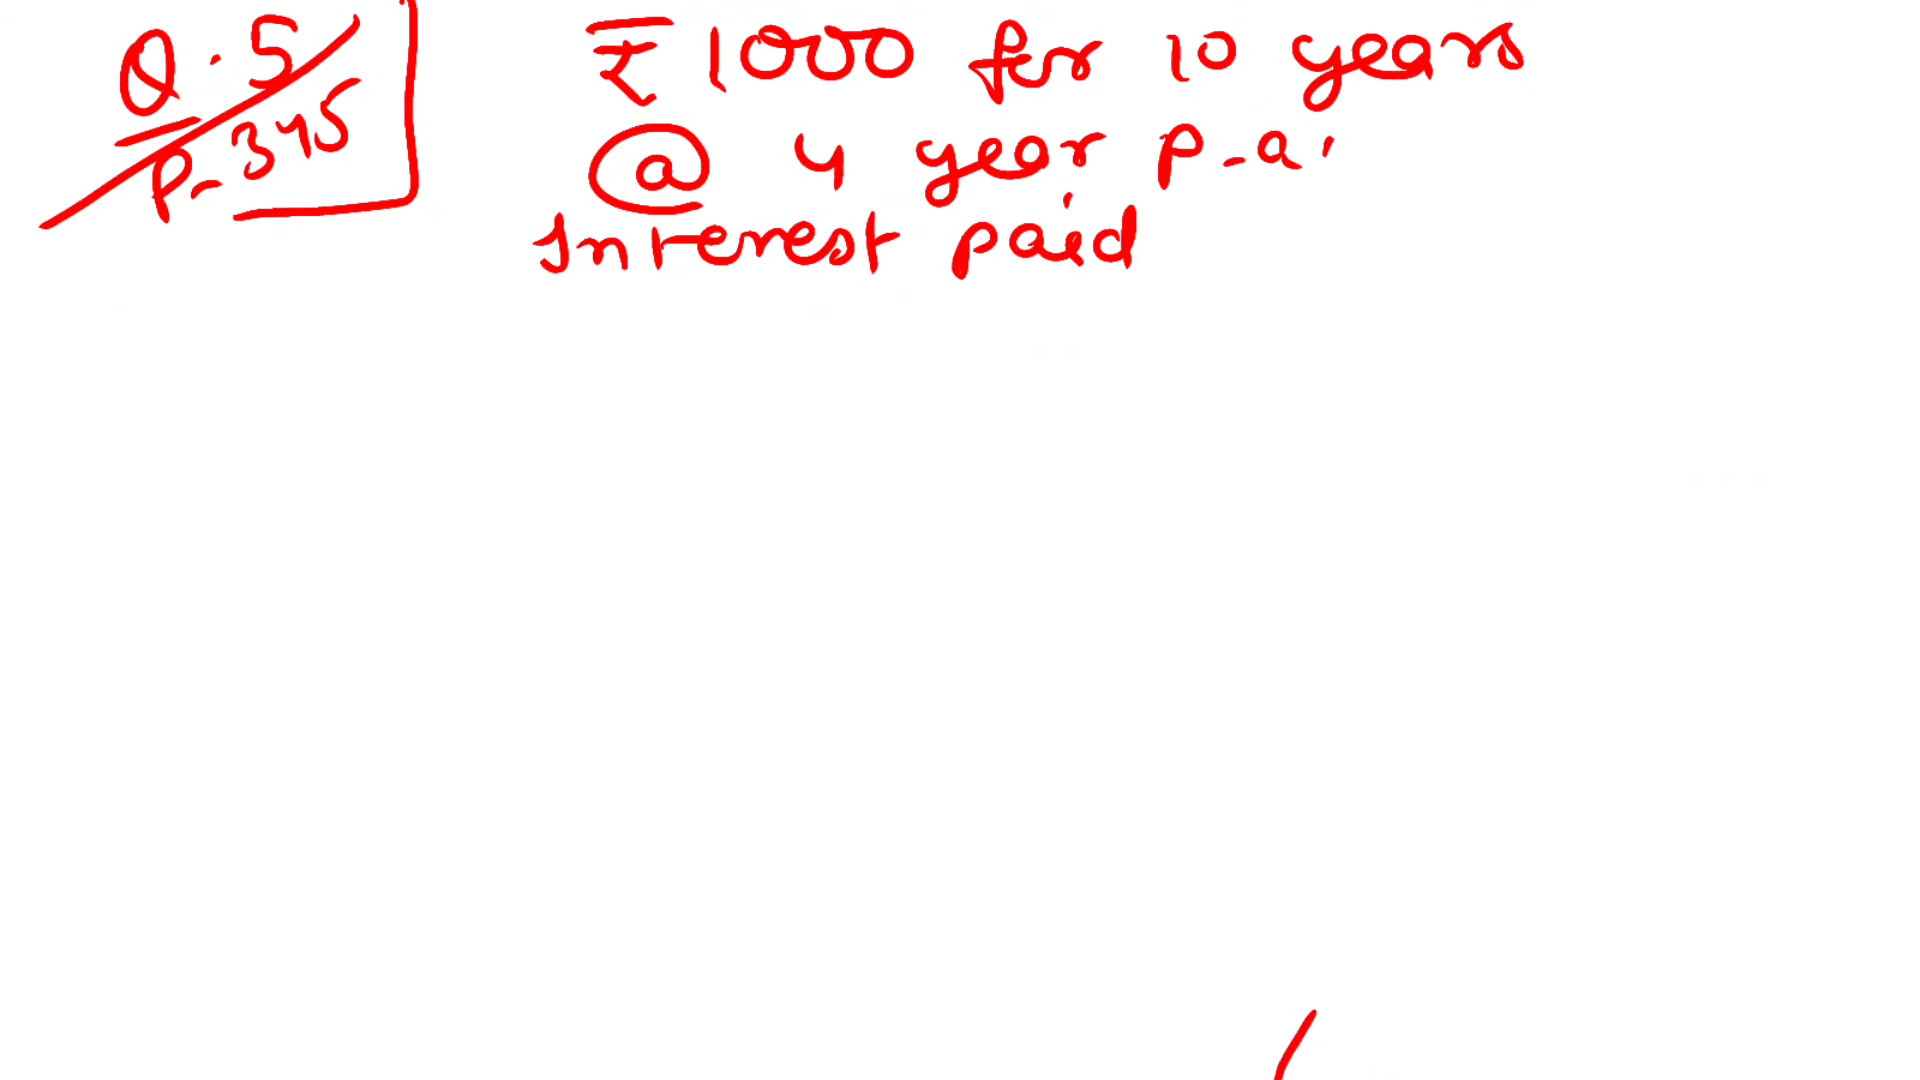 Q.5
P-345
₹1000 for 10 years
@ 4 year p-a.
Interest paid